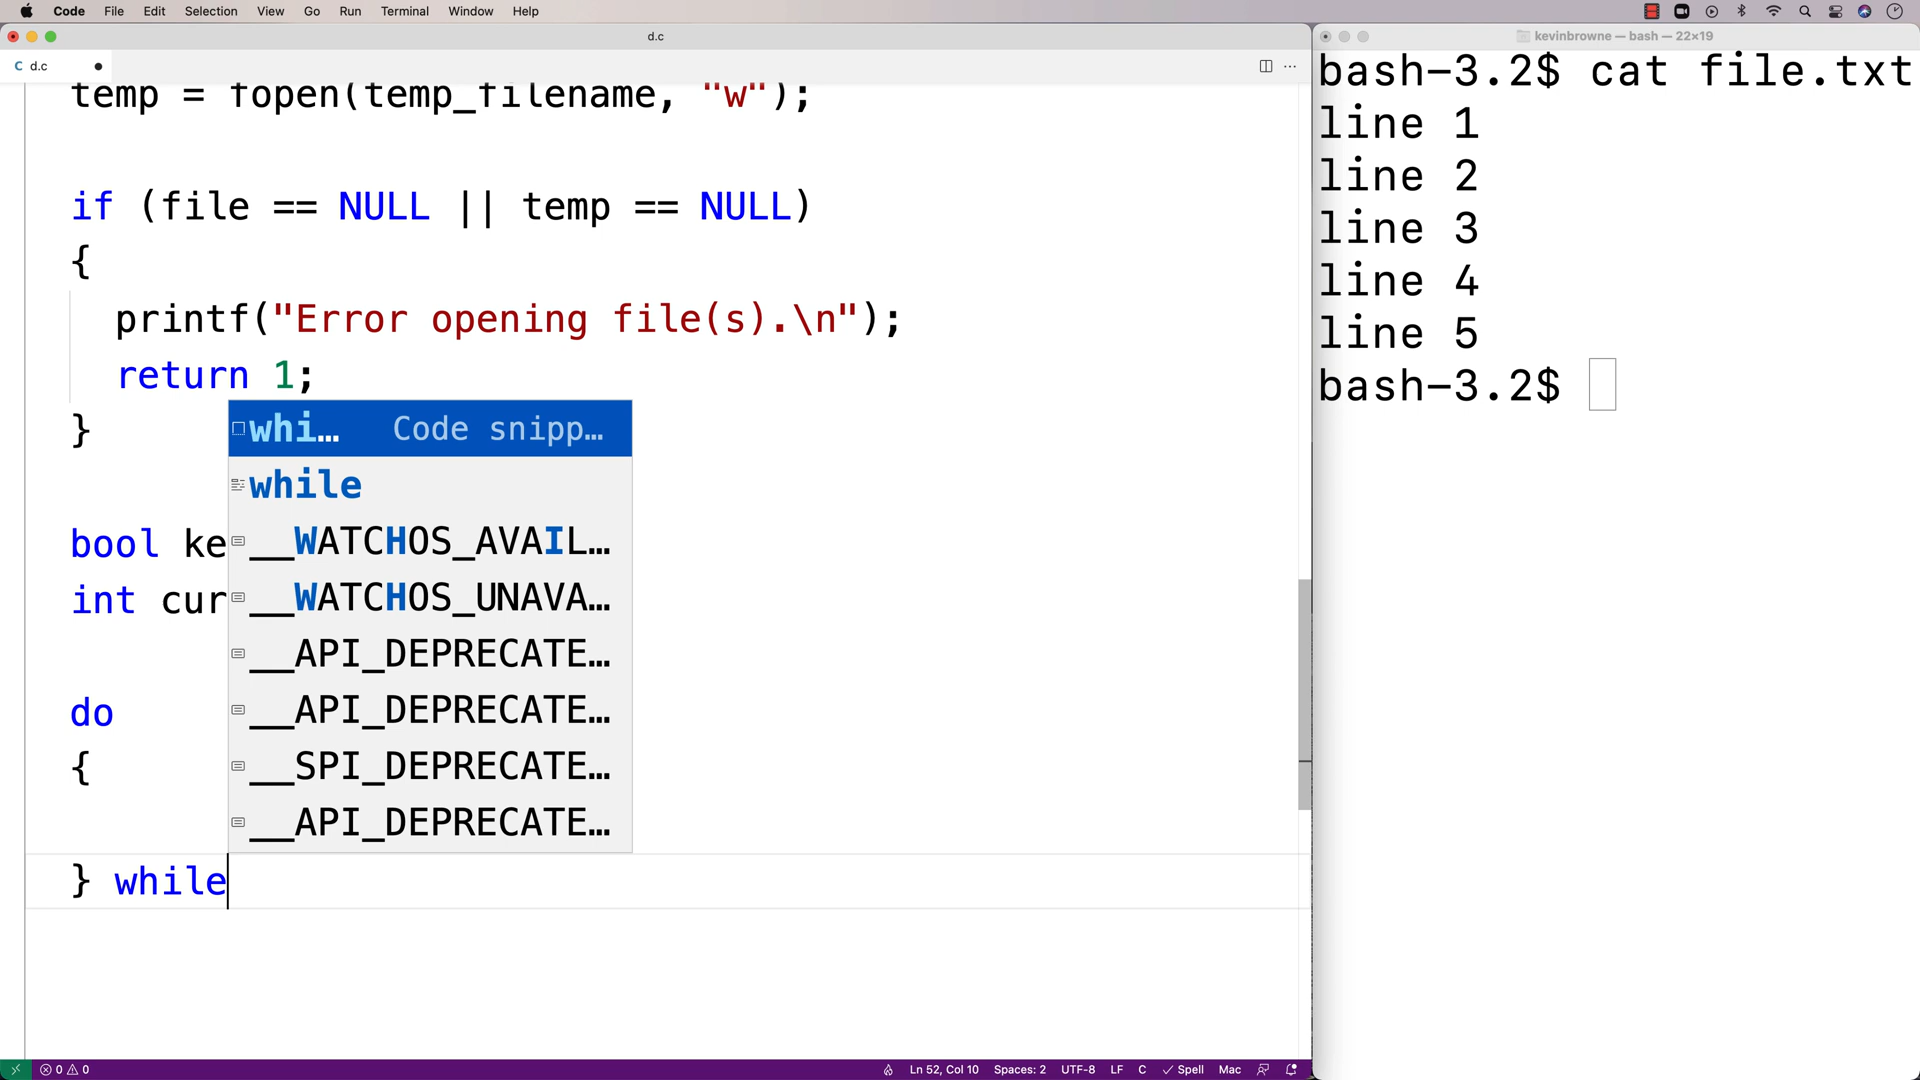 Code File Edit Selection View Go Run Terminal Window Help
d.c
C d.c
temp = fopen(temp_filename, "w");
if (file == NULL || temp == NULL)
{
printf("Error opening file(s).\n");
return 1;
}
whi… Code snipp…
while
bool ke
__WATCHOS_AVAIL…
int cur
__WATCHOS_UNAVA…
__API_DEPRECATE…
do
__API_DEPRECATE…
{
__SPI_DEPRECATE…
__API_DEPRECATE…
} while
0 0
Ln 52, Col 10 Spaces: 2 UTF-8 LF C Spell Mac
kevinbrowne — bash — 22×19
bash-3.2$ cat file.txt
line 1
line 2
line 3
line 4
line 5
bash-3.2$